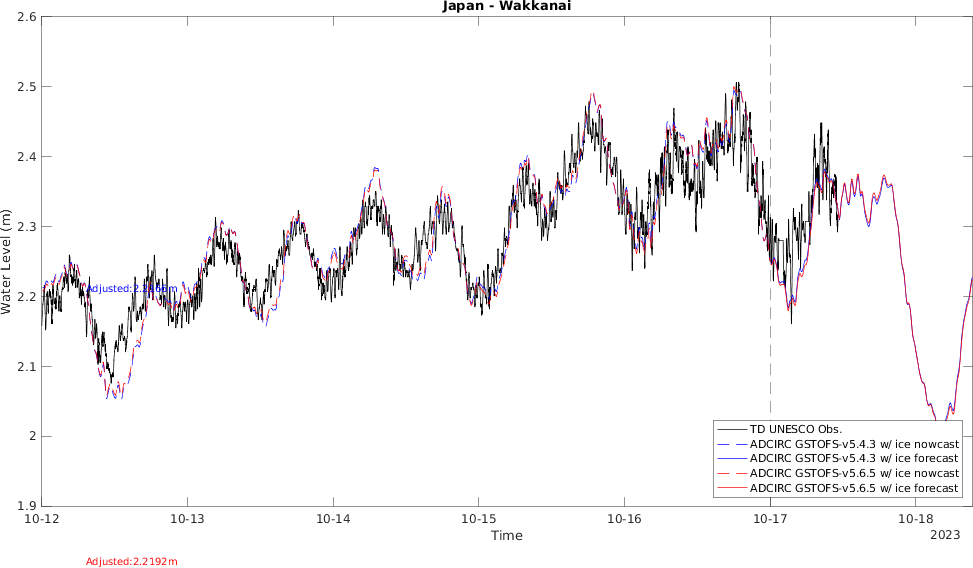 Japan - Wakkanai
2.6
2.5
2.4
2.3
2.2
2.1
2
1.9
Water Level (m)
10-12
10-13
10-14
10-15
10-16
10-17
10-18
Time
2023
TD UNESCO Obs.
ADCIRC GSTOFS-v5.4.3 w/ ice nowcast
ADCIRC GSTOFS-v5.4.3 w/ ice forecast
ADCIRC GSTOFS-v5.6.5 w/ ice nowcast
ADCIRC GSTOFS-v5.6.5 w/ ice forecast
Adjusted:2.2192m